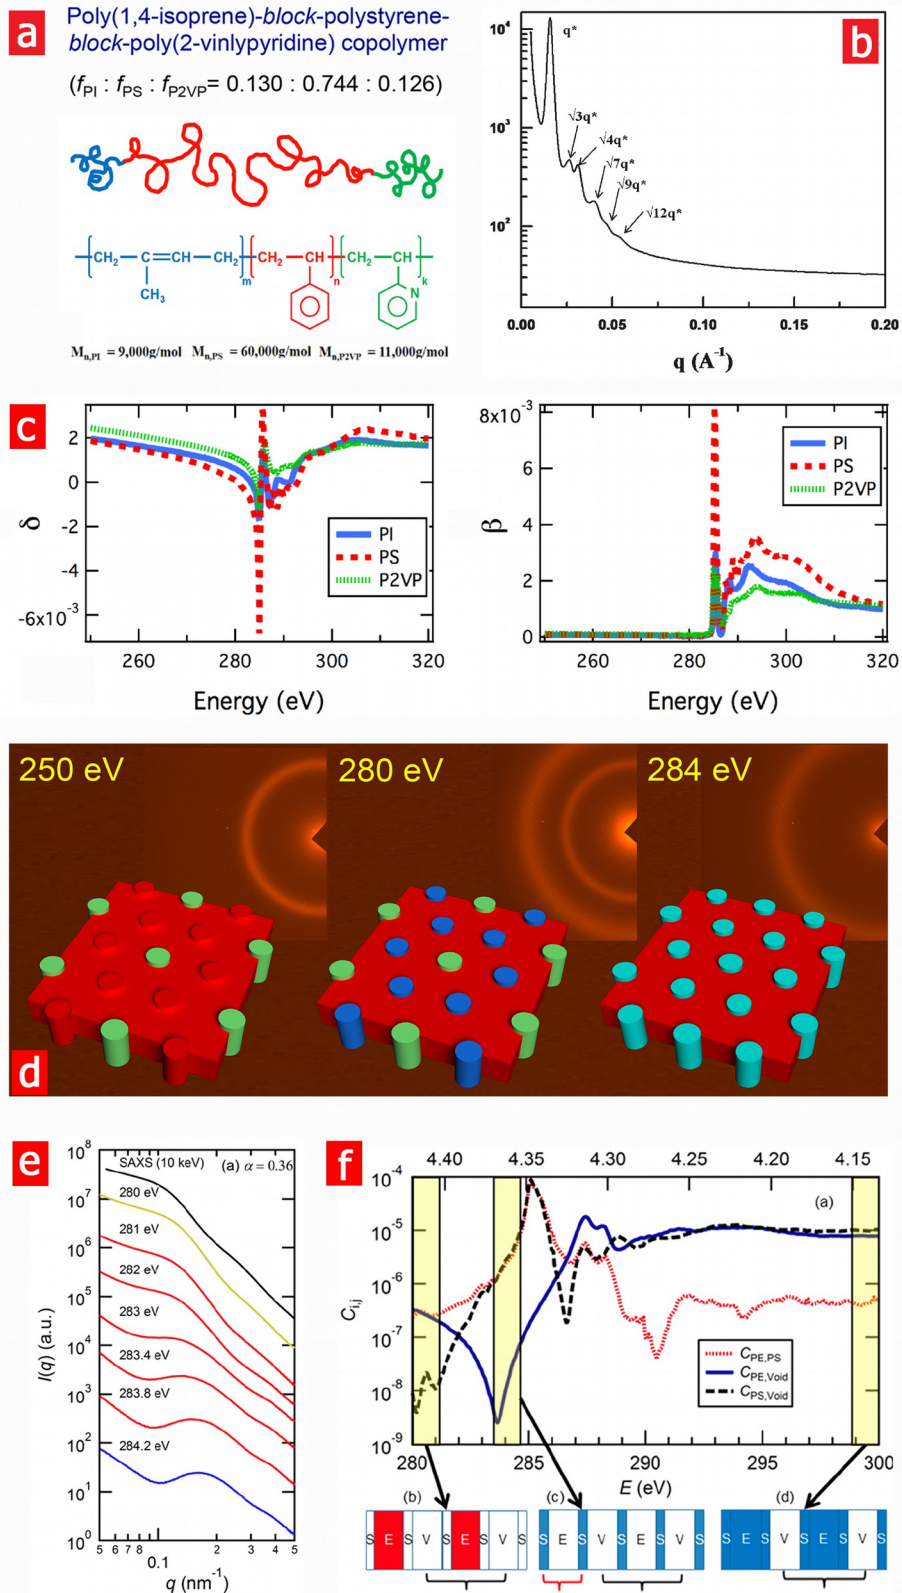 a
Poly(1,4-isoprene)-block-polystyrene-
block-poly(2-vinlypyridine) copolymer
(fPI : fPS : fP2VP= 0.130 : 0.744 : 0.126)
CH₂ C=CH CH₂ m CH₂ CH n CH₂ CH k
CH₃ N
Mn,PI = 9,000g/mol Mn,PS = 60,000g/mol Mn,P2VP = 11,000g/mol
b
10⁴
10³
10²
q*
√3q*
√4q*
√7q*
√9q*
√12q*
0.00 0.05 0.10 0.15 0.20
q (A⁻¹)
c
δ
2
0
-2
-4
-6x10⁻³
PI
PS
P2VP
260 280 300 320
Energy (eV)
β
8x10⁻³
6
4
2
0
PI
PS
P2VP
260 280 300 320
Energy (eV)
250 eV 280 eV 284 eV
d
e
I(q) (a.u.)
10⁸
10⁷
10⁶
10⁵
10⁴
10³
10²
10¹
10⁰
SAXS (10 keV) (a) α = 0.36
280 eV
281 eV
282 eV
283 eV
283.4 eV
283.8 eV
284.2 eV
5 6 7 8 0.1 2 3 4 5
q (nm⁻¹)
f
4.40 4.35 4.30 4.25 4.20 4.15
(a)
Ci,j
10⁻⁴
10⁻⁵
10⁻⁶
10⁻⁷
10⁻⁸
10⁻⁹
CPE,PS
CPE,Void
CPS,Void
280 285 290 295 300
E (eV)
(b) (c) (d)
S E S V S E S V S
S E S V S E S V S
S E S V S E S V S